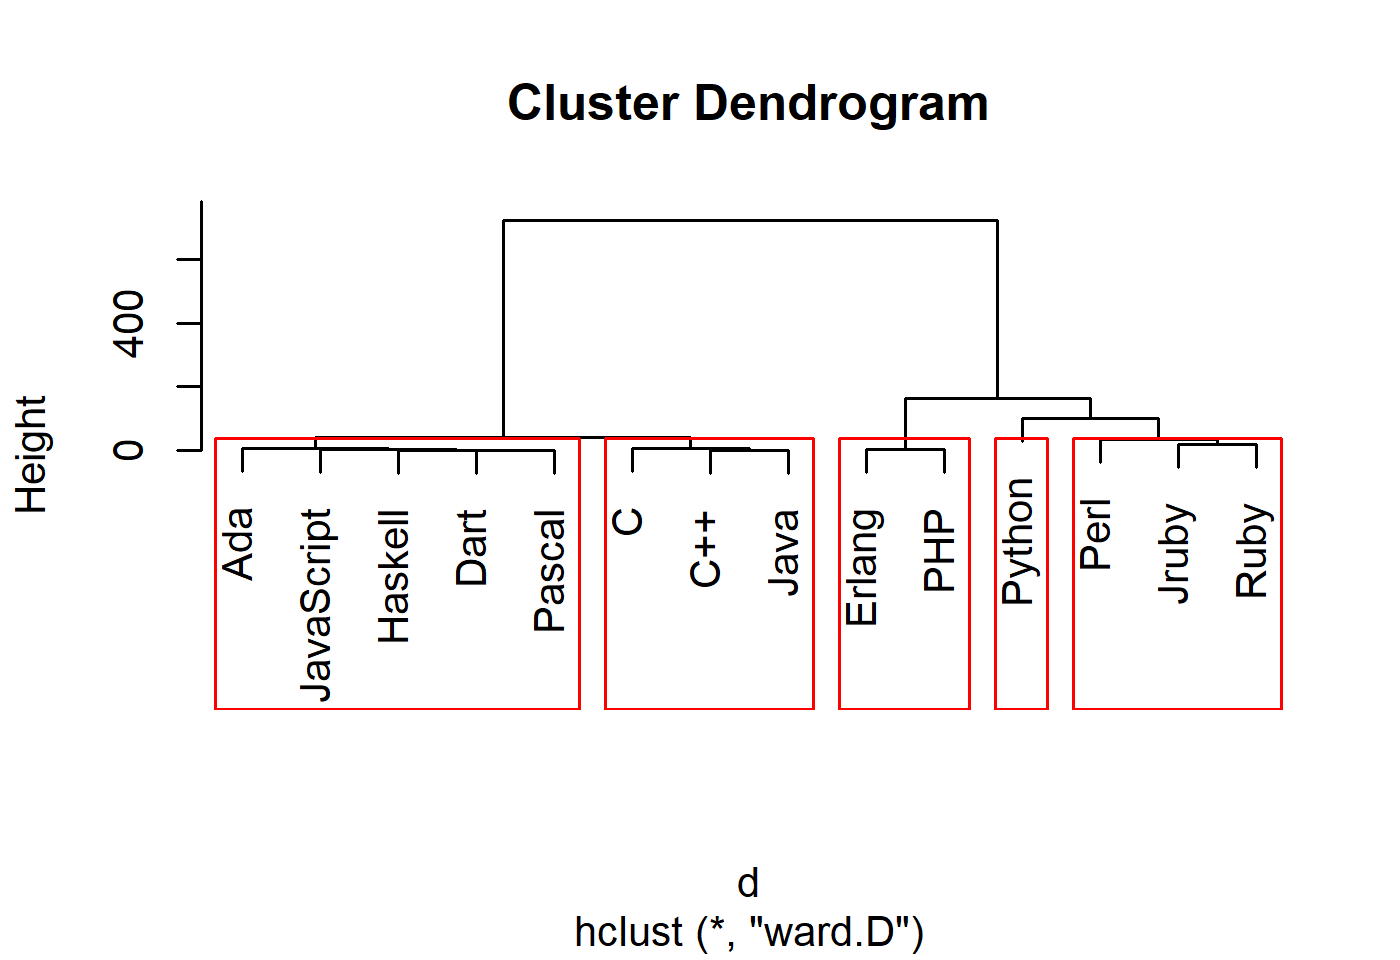 Cluster Dendrogram
Height
400
0
Ada
JavaScript
Haskell
Dart
Pascal
C
C++
Java
Erlang
PHP
Python
Perl
Jruby
Ruby
d
hclust (*, "ward.D")